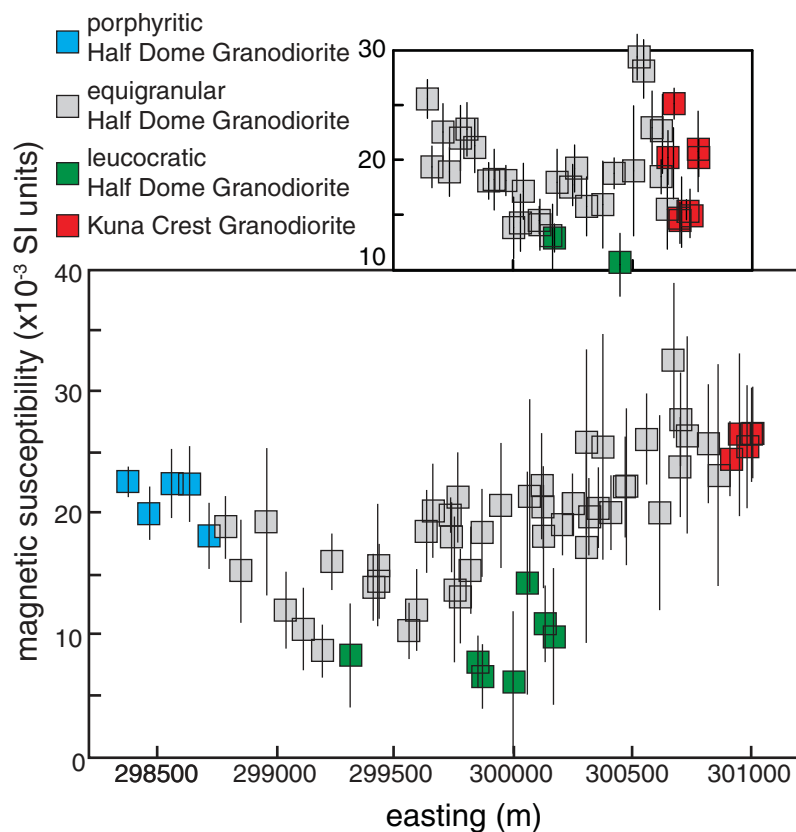 porphyritic
Half Dome Granodiorite
equigranular
Half Dome Granodiorite
leucocratic
Half Dome Granodiorite
Kuna Crest Granodiorite
30
20
10
magnetic susceptibility (x10⁻³ SI units)
40
30
20
10
0
298500 299000 299500 300000 300500 301000
easting (m)